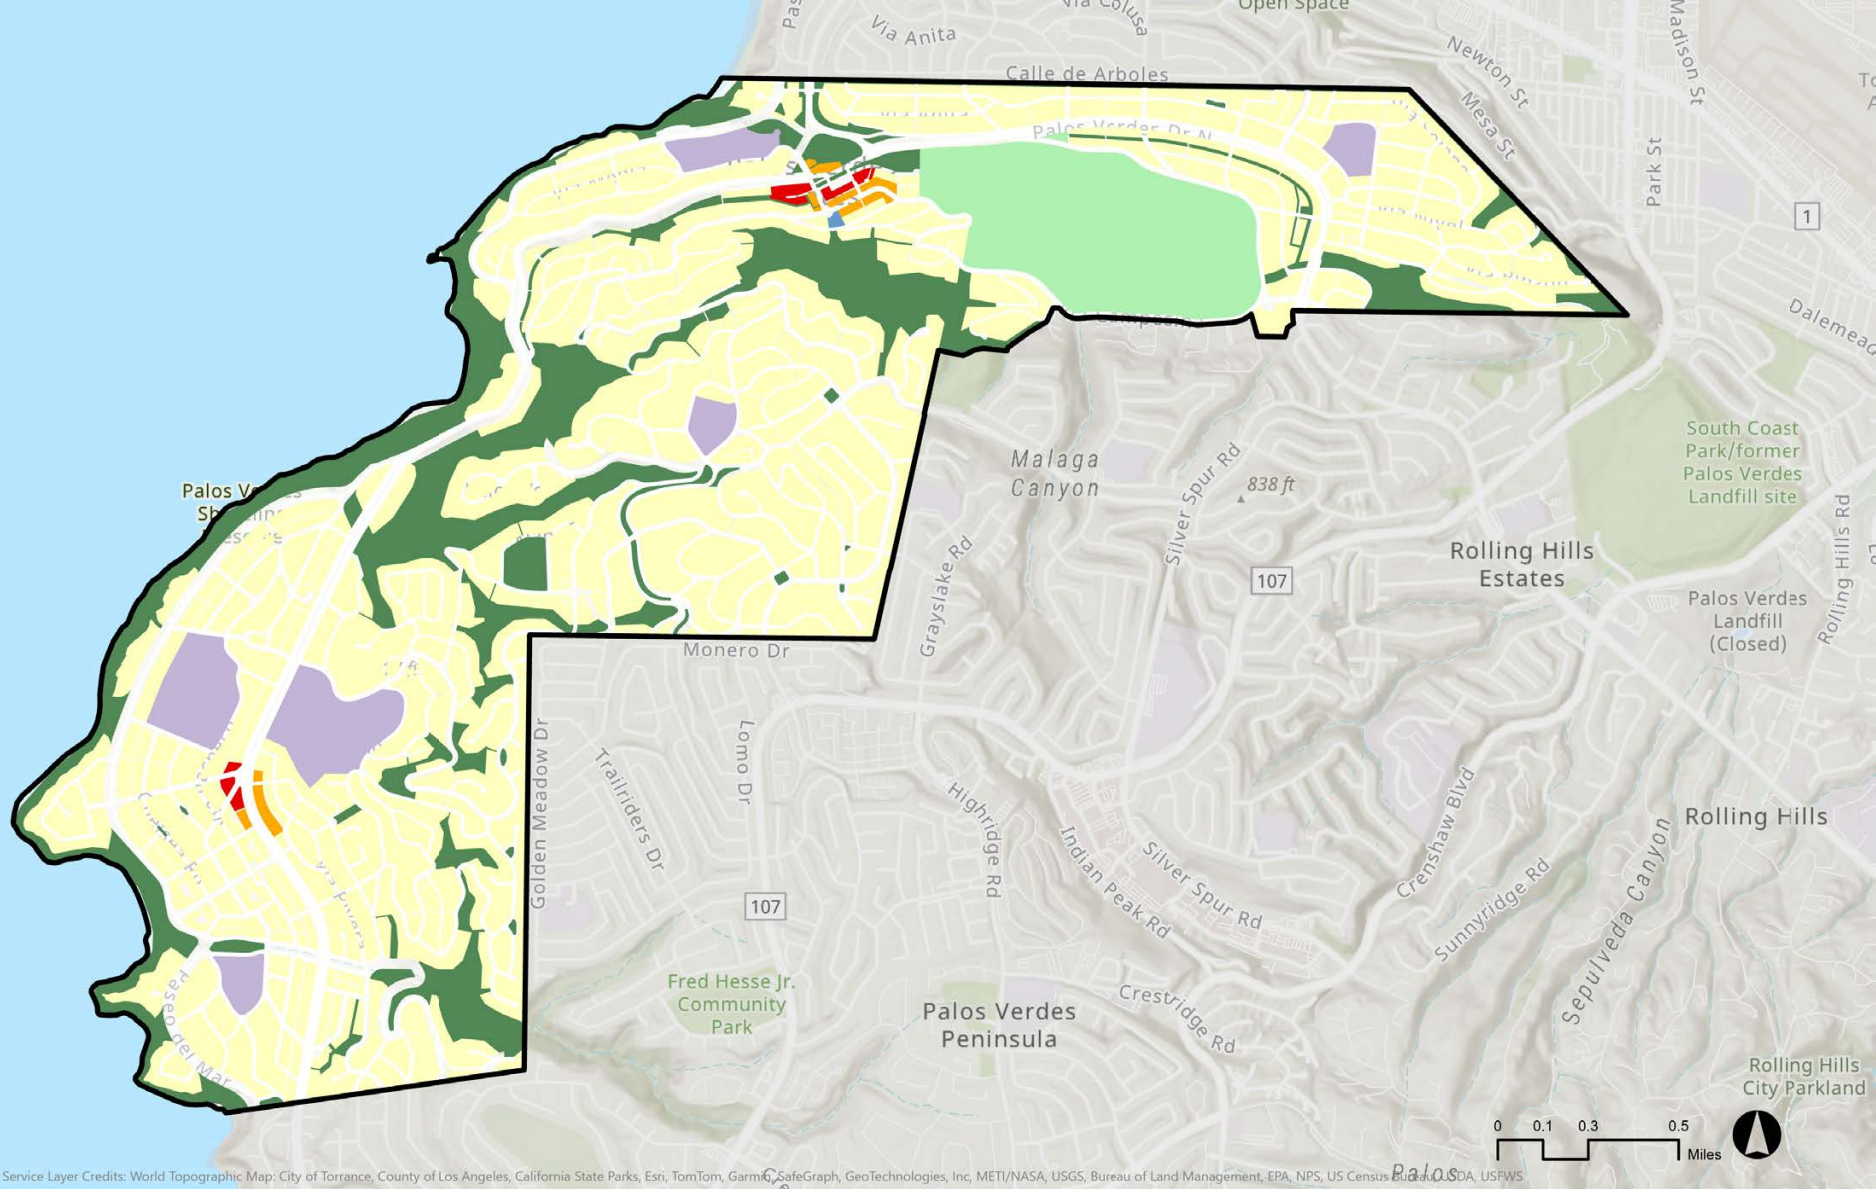 Via Colusa
Open Space
Via Anita
Newton St
Madison St
Calle de Arboles
Mesa St
Palos Verdes Dr N
Park St
1
Dalemead
Malaga
Canyon
838 ft
Silver Spur Rd
South Coast
Park/former
Palos Verdes
Landfill site
Rolling Hills Rd
Grayslake Rd
107
Rolling Hills
Estates
Palos Verdes
Landfill
(Closed)
Monero Dr
Golden Meadow Dr
Lomo Dr
Trailriders Dr
Highridge Rd
Indian Peak Rd
Silver Spur Rd
Crenshaw Blvd
Sunnyridge Rd
Rolling Hills
Sepulveda Canyon
107
Fred Hesse Jr.
Community
Park
Palos Verdes
Peninsula
Crestridge Rd
Paseo del Mar
Rolling Hills
City Parkland
0 0.1 0.3 0.5
Miles
Palos
Service Layer Credits: World Topographic Map: City of Torrance, County of Los Angeles, California State Parks, Esri, TomTom, Garmin, SafeGraph, GeoTechnologies, Inc, METI/NASA, USGS, Bureau of Land Management, EPA, NPS, US Census Bureau, USDA, USFWS